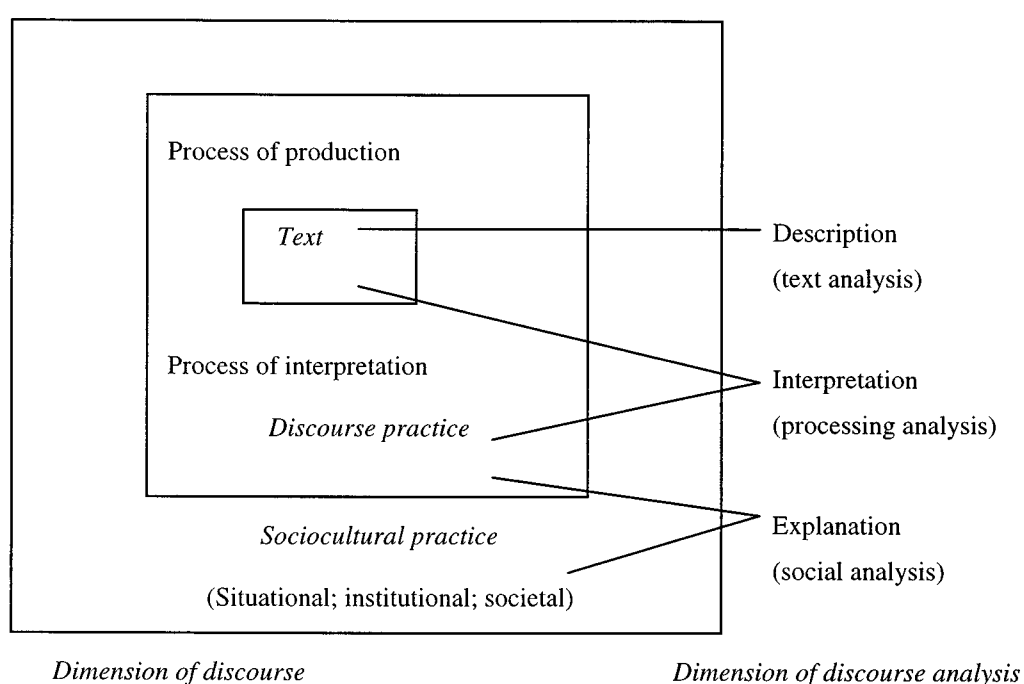 Process of production
Text
Description
(text analysis)
Process of interpretation
Interpretation
Discourse practice
(processing analysis)
Sociocultural practice
Explanation
(social analysis)
(Situational; institutional; societal)
Dimension of discourse
Dimension of discourse analysis